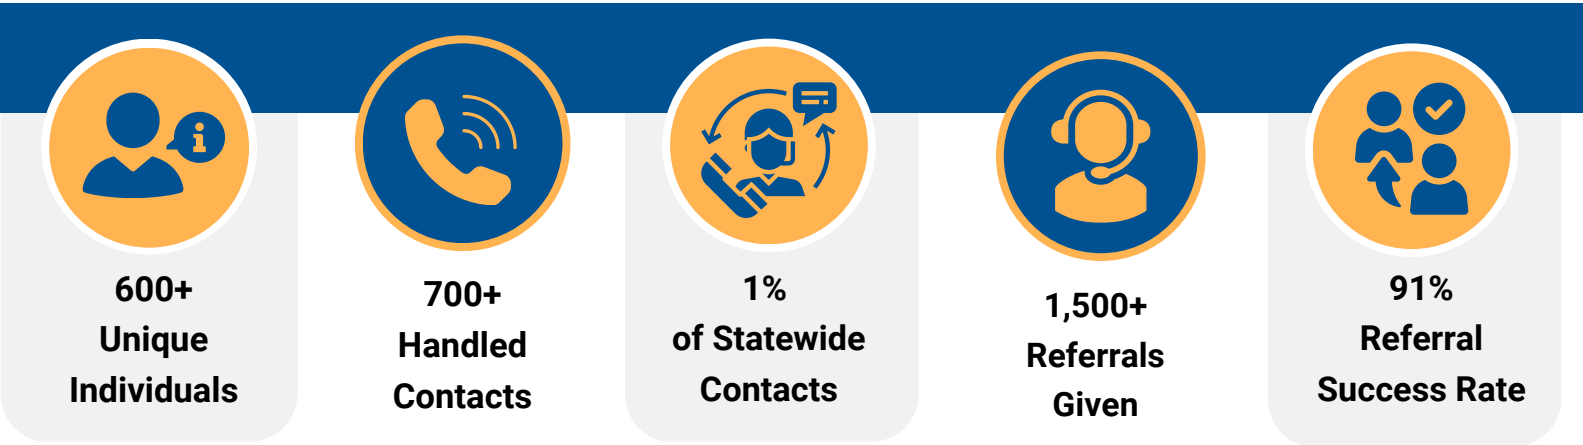 600+
Unique
Individuals
700+
Handled
Contacts
1%
of Statewide
Contacts
1,500+
Referrals
Given
91%
Referral
Success Rate